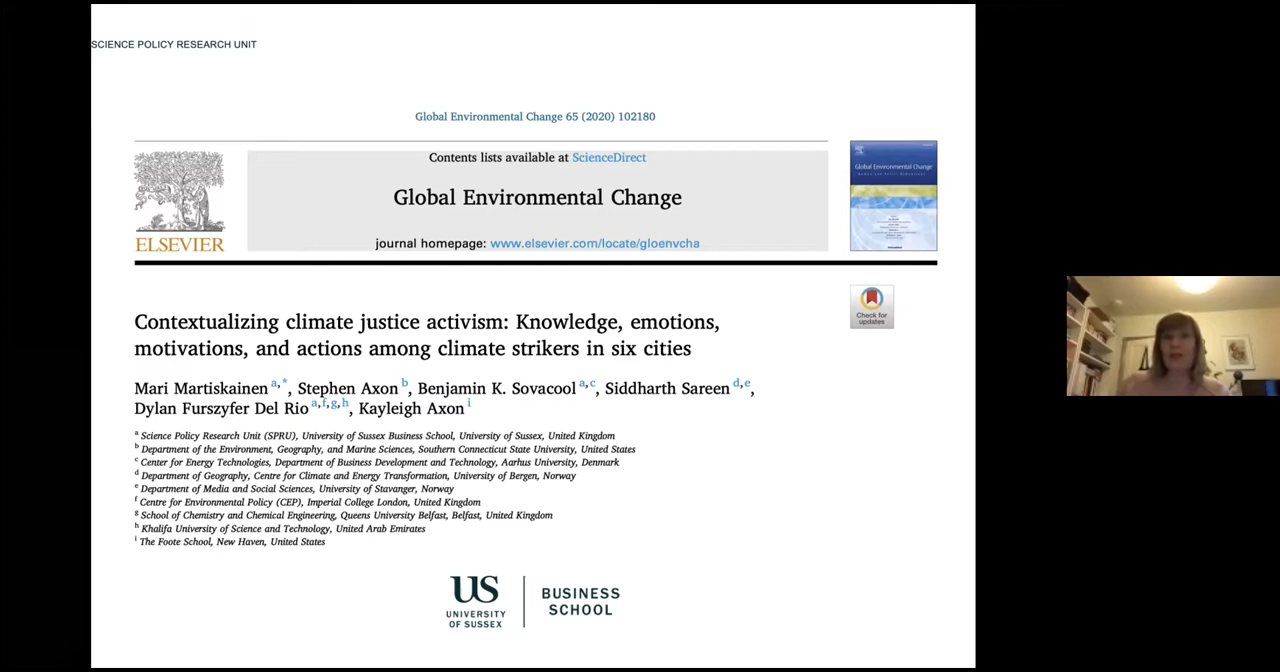 SCIENCE POLICY RESEARCH UNIT
Global Environmental Change 65 (2020) 102180
Contents lists available at ScienceDirect
Global Environmental Change
journal homepage: www.elsevier.com/locate/gloenvcha
ELSEVIER
Global Environmental Change
Check for
updates
Contextualizing climate justice activism: Knowledge, emotions,
motivations, and actions among climate strikers in six cities
Mari Martiskainen a,*, Stephen Axon b, Benjamin K. Sovacool a,c, Siddharth Sareen d,e,
Dylan Furszyfer Del Rio a,f,g,h, Kayleigh Axon i
a Science Policy Research Unit (SPRU), University of Sussex Business School, University of Sussex, United Kingdom
b Department of the Environment, Geography, and Marine Sciences, Southern Connecticut State University, United States
c Center for Energy Technologies, Department of Business Development and Technology, Aarhus University, Denmark
d Department of Geography, Centre for Climate and Energy Transformation, University of Bergen, Norway
e Department of Media and Social Sciences, University of Stavanger, Norway
f Centre for Environmental Policy (CEP), Imperial College London, United Kingdom
g School of Chemistry and Chemical Engineering, Queens University Belfast, Belfast, United Kingdom
h Khalifa University of Science and Technology, United Arab Emirates
i The Foote School, New Haven, United States
US
UNIVERSITY
OF SUSSEX
BUSINESS
SCHOOL